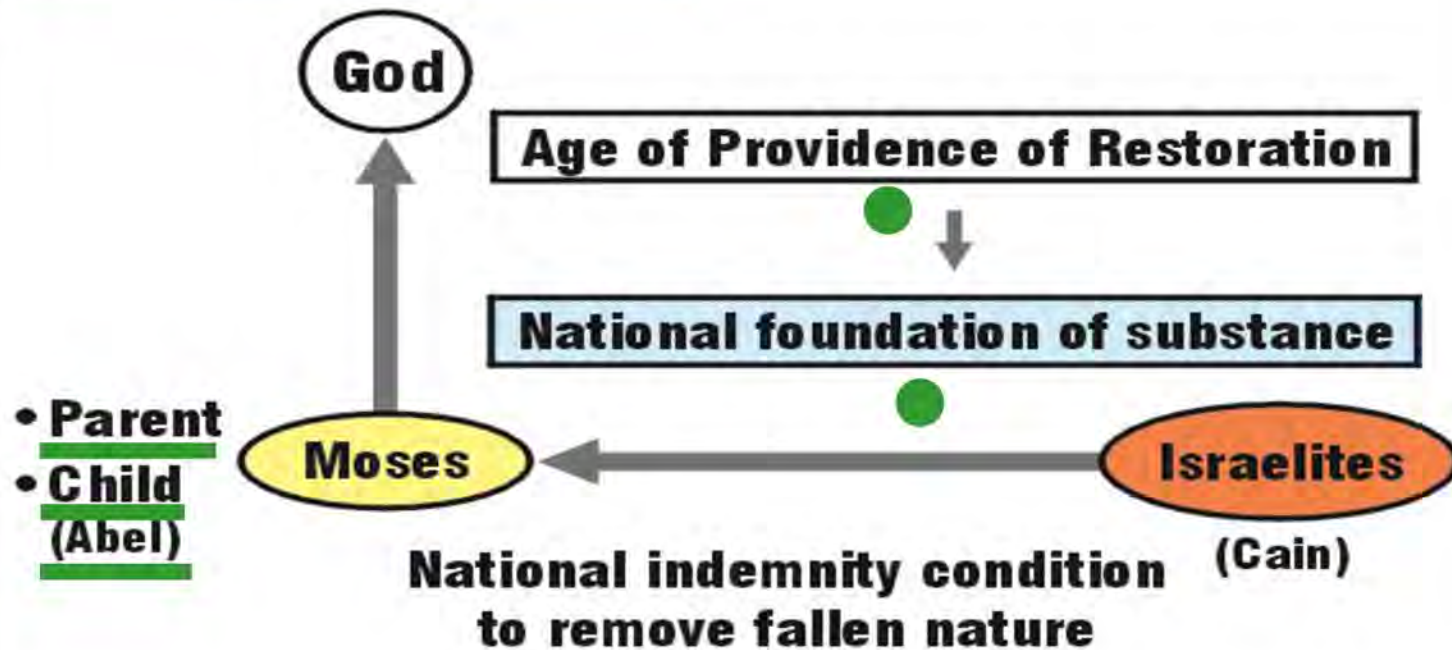 God
Age of Providence of Restoration
National foundation of substance
• Parent
• Child
(Abel)
Moses
Israelites
(Cain)
National indemnity condition
to remove fallen nature